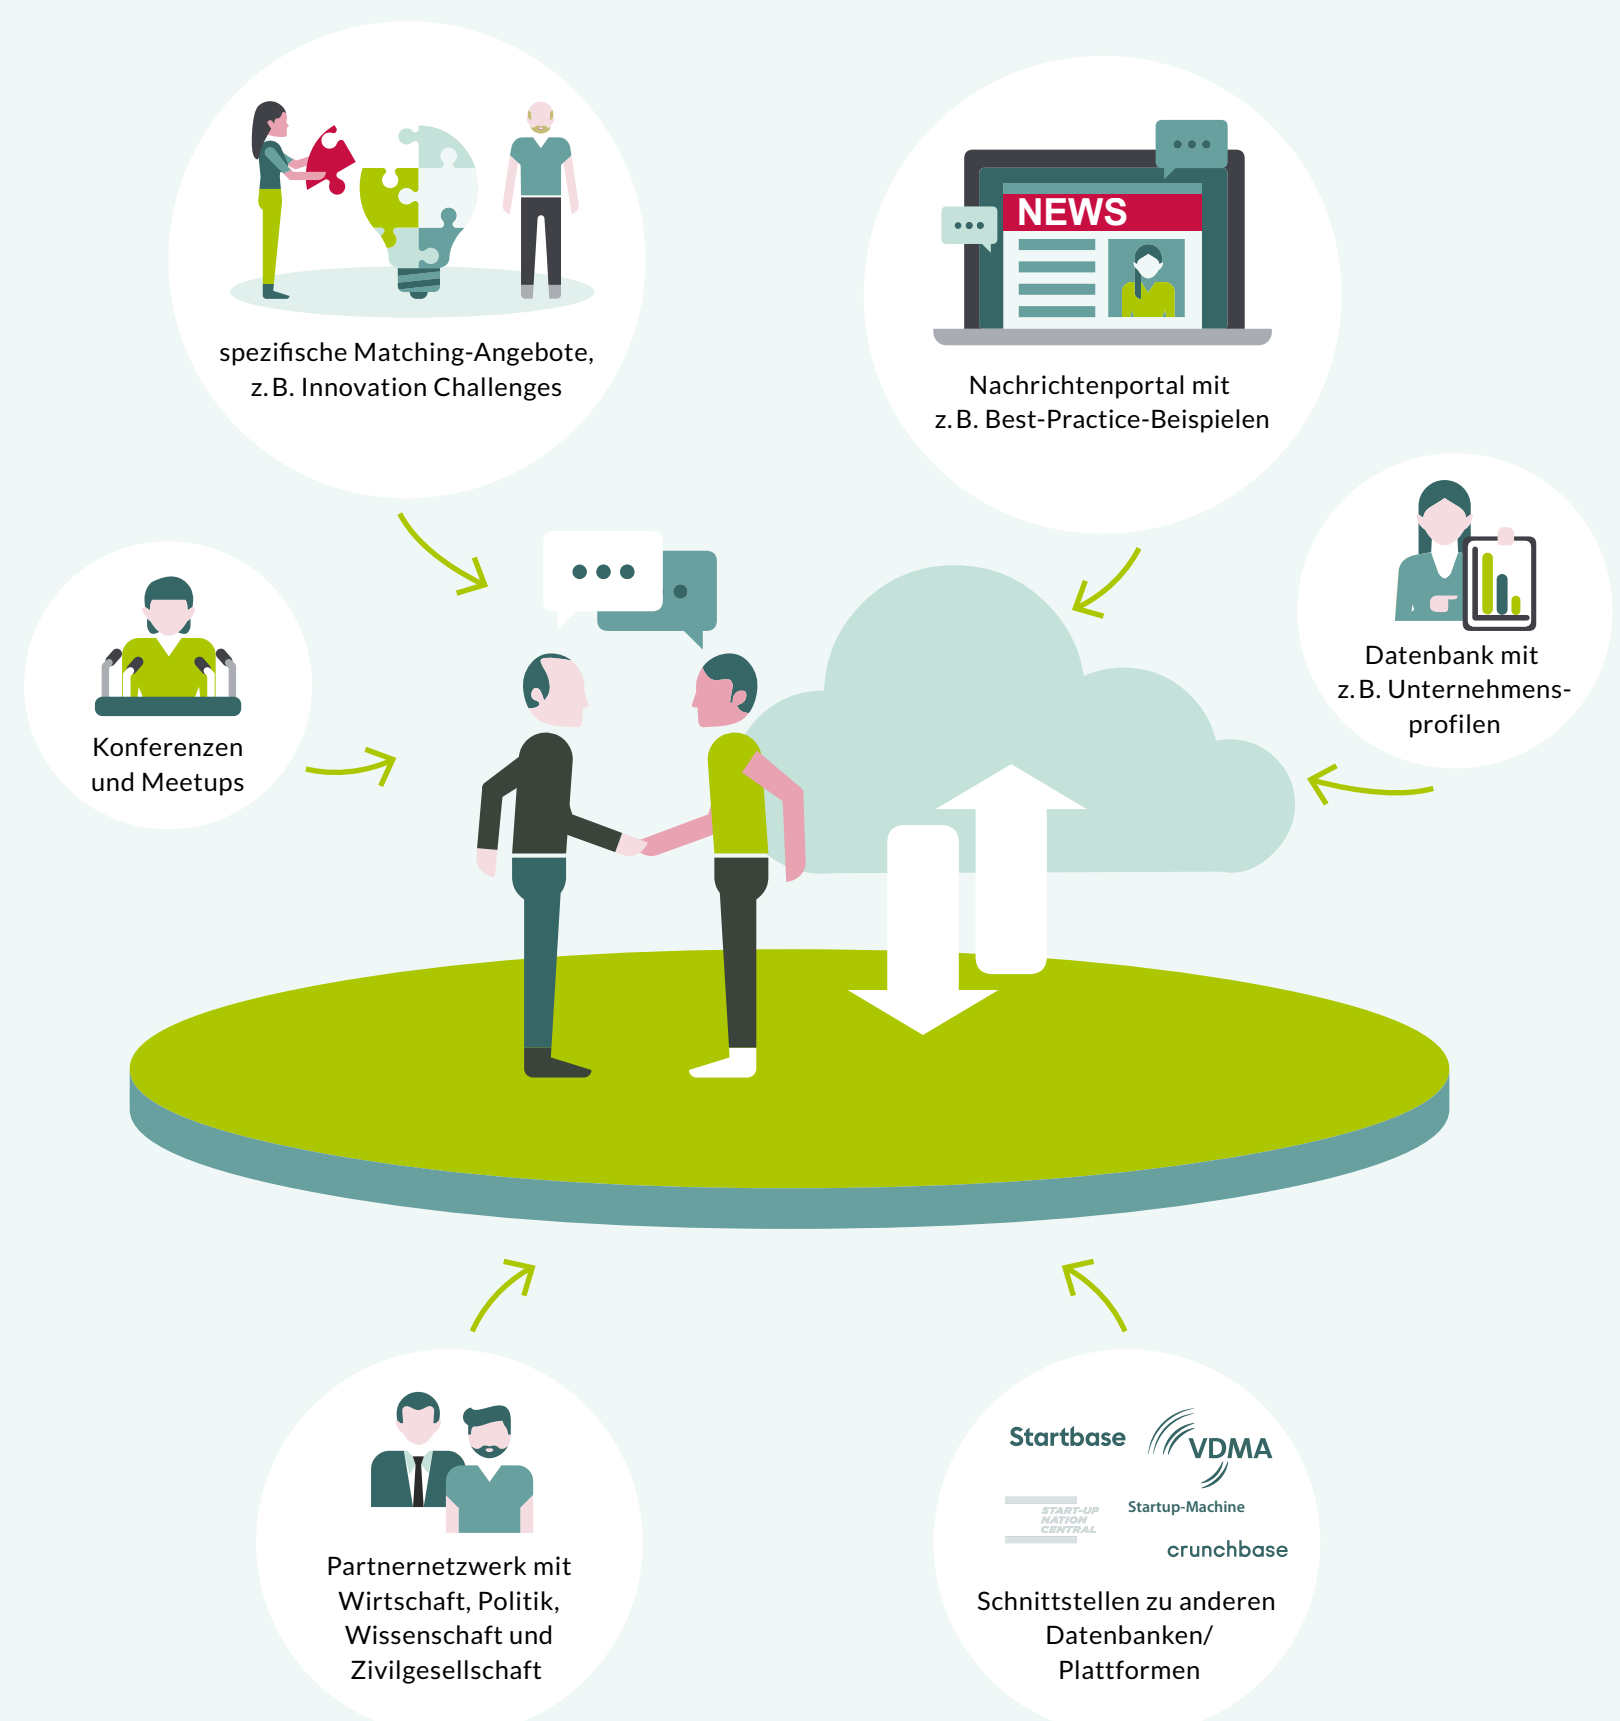 NEWS
spezifische Matching-Angebote,
z. B. Innovation Challenges
Nachrichtenportal mit
z. B. Best-Practice-Beispielen
Datenbank mit
z. B. Unternehmens-
profilen
Konferenzen
und Meetups
Partnernetzwerk mit
Wirtschaft, Politik,
Wissenschaft und
Zivilgesellschaft
Startbase
VDMA
Startup-Machine
START-UP
NATION
CENTRAL
crunchbase
Schnittstellen zu anderen
Datenbanken/
Plattformen